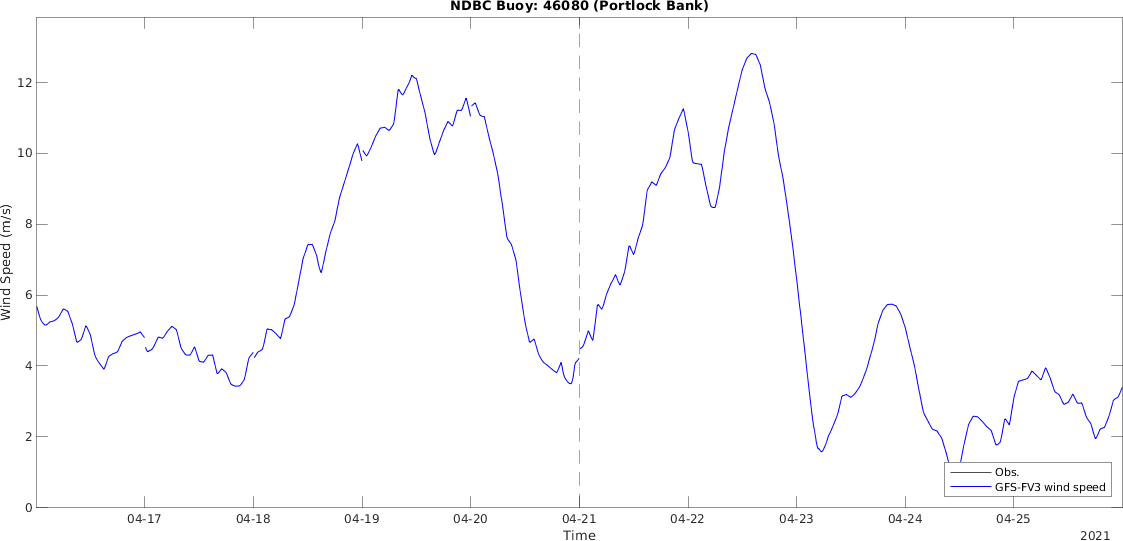 NDBC Buoy: 46080 (Portlock Bank)
Wind Speed (m/s)
12
10
8
6
4
2
0
04-17 04-18 04-19 04-20 04-21 04-22 04-23 04-24 04-25
Time
2021
Obs.
GFS-FV3 wind speed